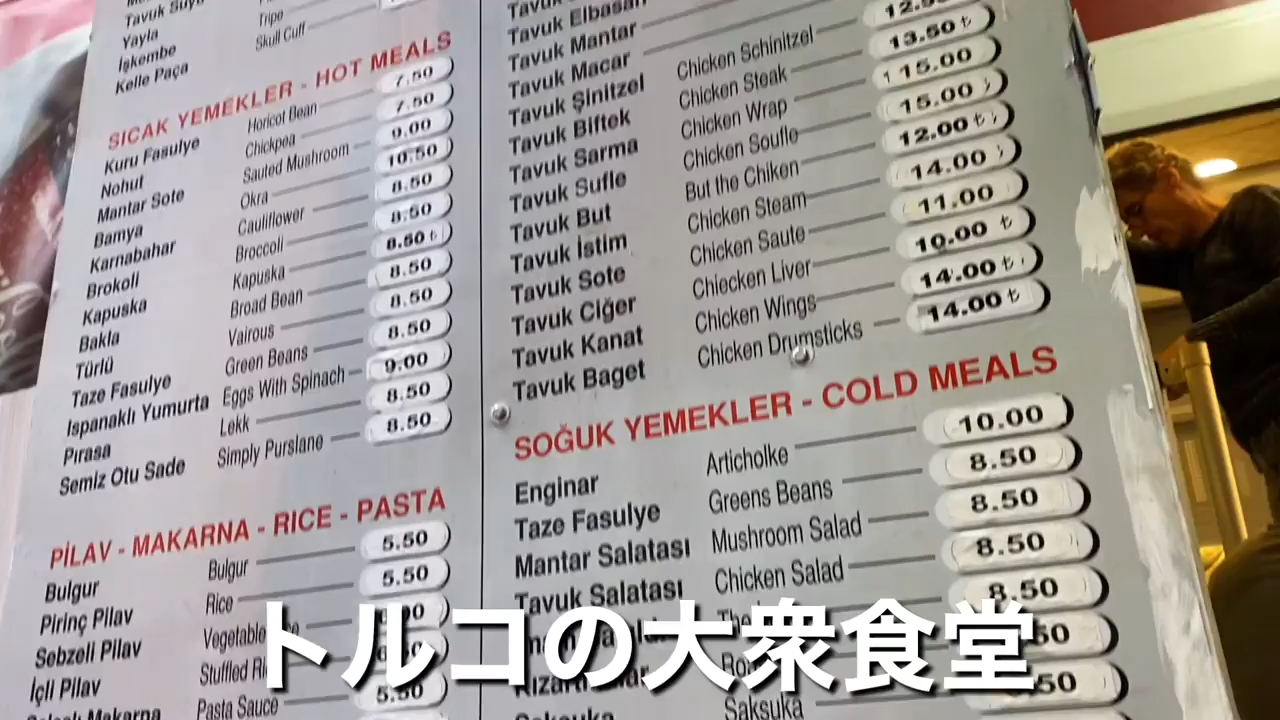 Tavuk Suyu
Yayla
İşkembe Tripe
Kelle Paça Skull Cuff
SICAK YEMEKLER - HOT MEALS
Kuru Fasulye Horicot Bean 7.50
Nohut Chickpea 7.50
Mantar Sote Sauted Mushroom 9.00
Bamya Okra 10.50
Karnabahar Cauliflower 8.50
Brokoli Broccoli 8.50
Kapuska Kapuska 8.50 ₺
Bakla Broad Bean 8.50
Türlü Vairous 8.50
Taze Fasulye Green Beans 8.50
Ispanaklı Yumurta Eggs With Spinach 9.00
Pırasa Lekk 8.50
Semiz Otu Sade Simply Purslane 8.50
PİLAV - MAKARNA - RICE - PASTA
Bulgur Bulgur 5.50
Pirinç Pilav Rice 5.50
Sebzeli Pilav Vegetable
İçli Pilav Stuffled
Makarna Pasta Sauce 5.50
Tavuk Elbasan
Tavuk Mantar
Tavuk Macar
Tavuk Şinitzel Chicken Schinitzel
Tavuk Biftek Chicken Steak 13.50 ₺
Tavuk Sarma Chicken Wrap 15.00
Tavuk Sufle Chicken Soufle 15.00
Tavuk But But the Chiken 12.00 ₺
Tavuk İstim Chicken Steam 14.00
Tavuk Sote Chicken Saute 11.00
Tavuk Ciğer Chiecken Liver 10.00 ₺
Tavuk Kanat Chicken Wings 14.00 ₺
Tavuk Baget Chicken Drumsticks 14.00 ₺
SOĞUK YEMEKLER - COLD MEALS
Enginar Articholke 10.00
Taze Fasulye Greens Beans 8.50
Mantar Salatası Mushroom Salad 8.50
Tavuk Salatası Chicken Salad 8.50
8.50
Saksuka
トルコの大衆食堂